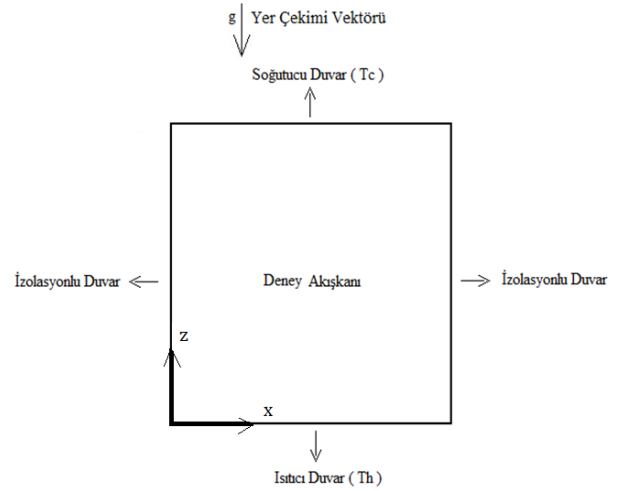 g Yer Çekimi Vektörü
Soğutucu Duvar ( Tc )
İzolasyonlu Duvar
Deney Akışkanı
İzolasyonlu Duvar
z
x
Isıtıcı Duvar ( Th )